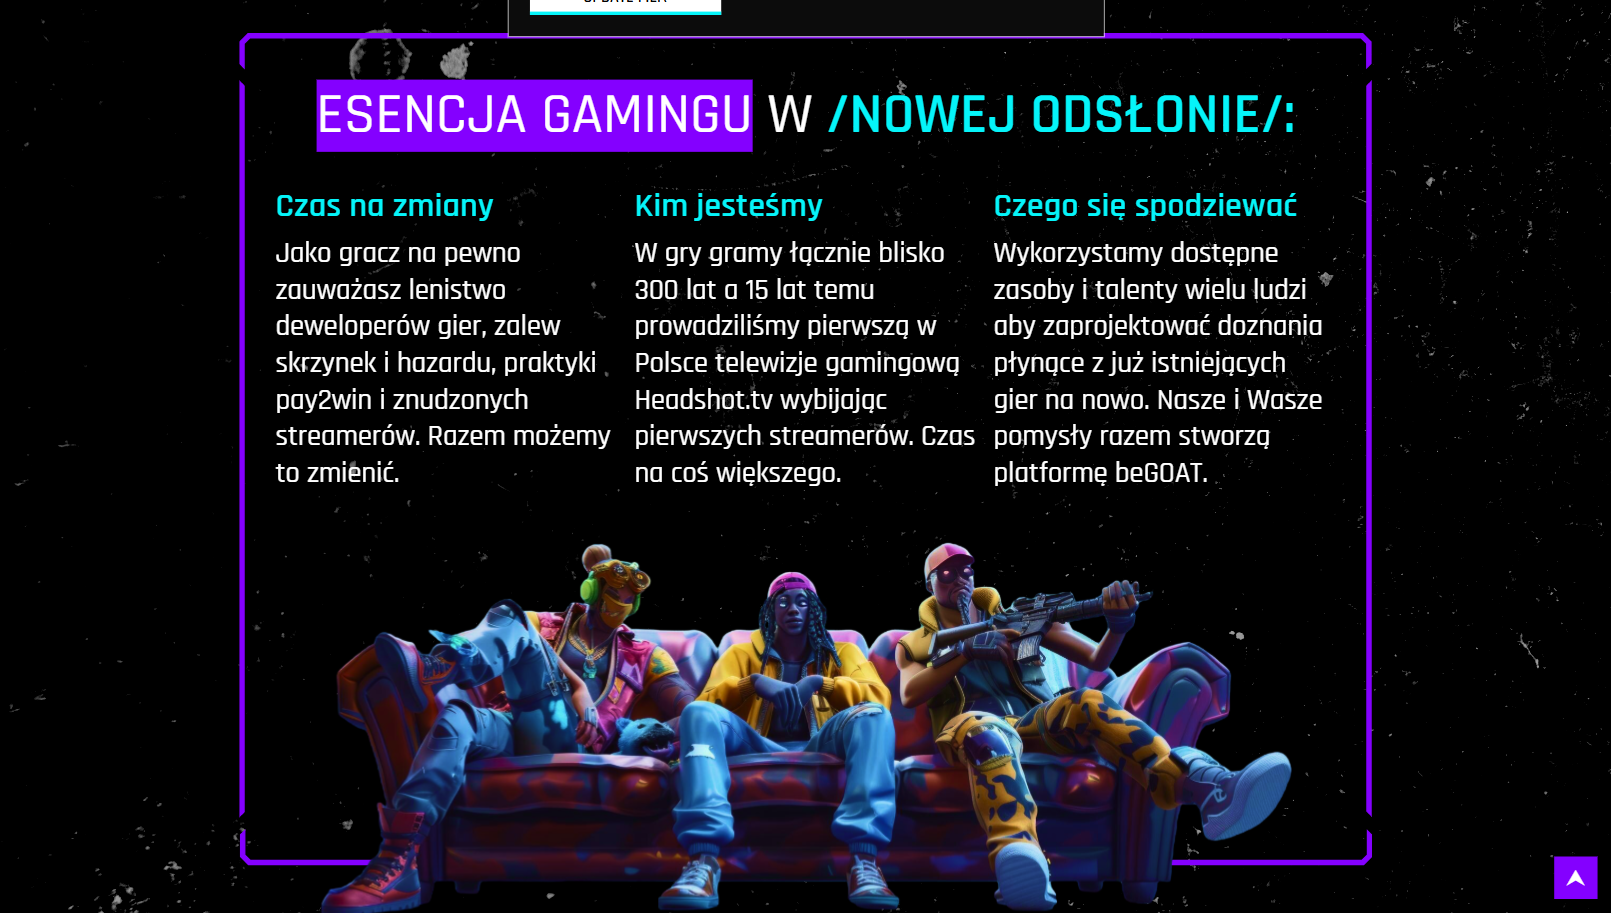 ESENCJA GAMINGU W /NOWEJ ODSŁONIE/:
Czas na zmiany
Jako gracz na pewno
zauważasz lenistwo
deweloperów gier, zalew
skrzynek i hazardu, praktyki
pay2win i znudzonych
streamerów. Razem możemy
to zmienić.
Kim jesteśmy
W gry gramy łącznie blisko
300 lat a 15 lat temu
prowadziliśmy pierwszą w
Polsce telewizje gamingową
Headshot.tv wybijając
pierwszych streamerów. Czas
na coś większego.
Czego się spodziewać
Wykorzystamy dostępne
zasoby i talenty wielu ludzi
aby zaprojektować doznania
płynące z już istniejących
gier na nowo. Nasze i Wasze
pomysły razem stworzą
platformę beGOAT.